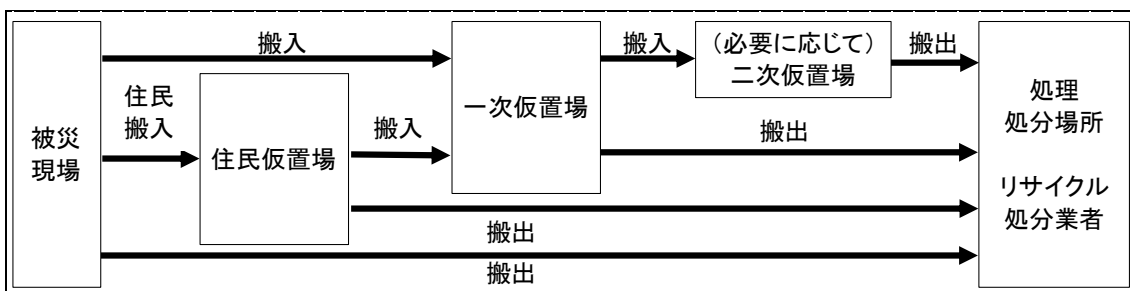 被災
現場
搬入
住民
搬入
住民仮置場
搬入
一次仮置場
搬入
（必要に応じて）
二次仮置場
搬出
搬出
搬出
搬出
処理
処分場所
リサイクル
処分業者